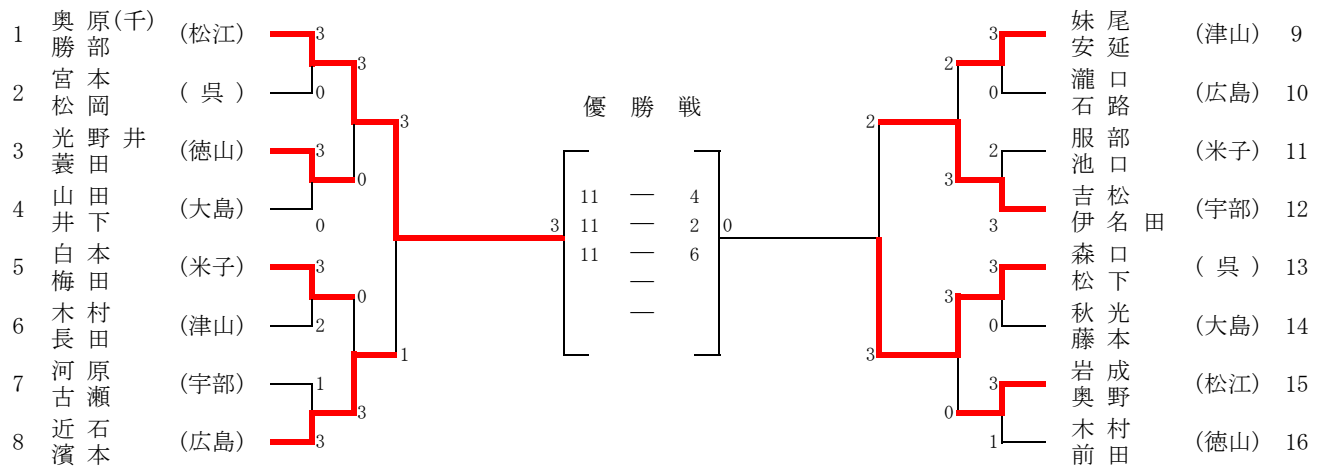 1 奥原(千) 勝部 (松江) 3
3
2 宮本 松岡 (呉) 0
3
3 光野井 蓑田 (徳山) 3
0
4 山田 井下 (大島) 0
5 白本 梅田 (米子) 3
0
6 木村 長田 (津山) 2
1
7 河原 古瀬 (宇部) 1
3
8 近石 濱本 (広島) 3
優勝戦
11 — 4
3 11 — 2 0
11 — 6
—
—
3 妹尾 安延 (津山) 9
2
0 瀧口 石路 (広島) 10
2
2 服部 池口 (米子) 11
3
3 吉松 伊名田 (宇部) 12
3 森口 松下 (呉) 13
3
0 秋光 藤本 (大島) 14
3
3 岩成 奥野 (松江) 15
0
1 木村 前田 (徳山) 16